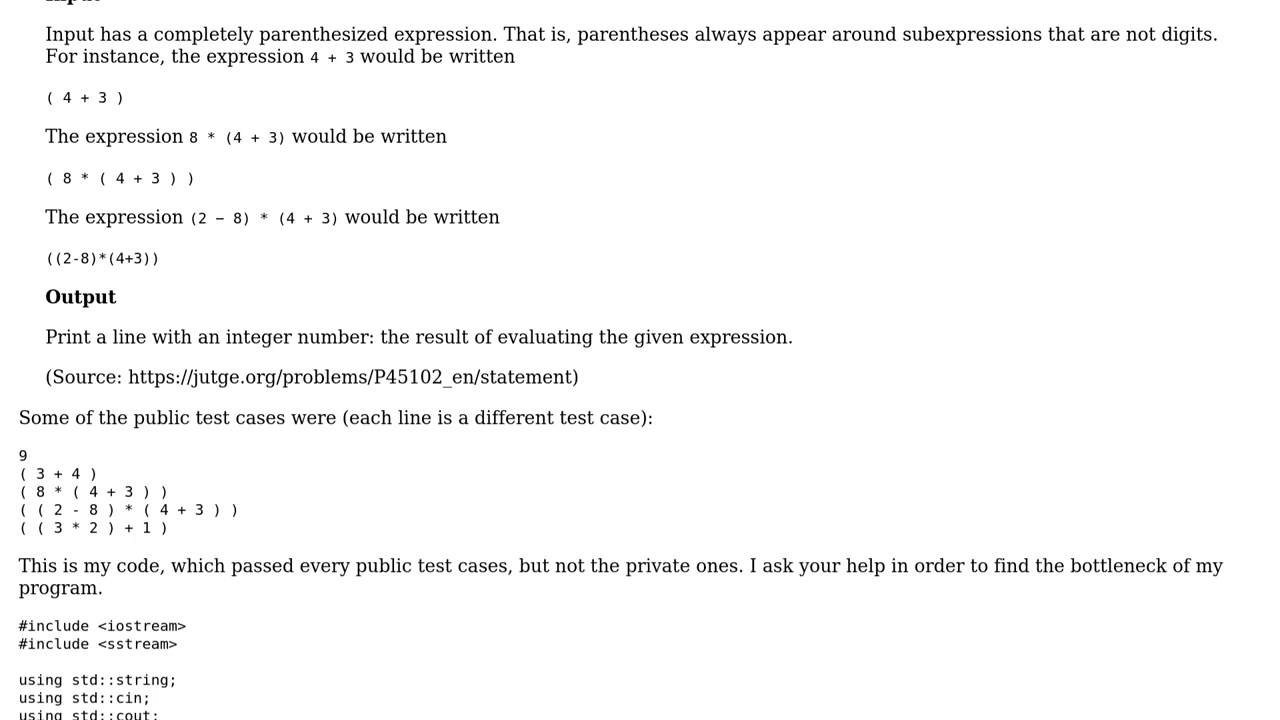 Input
Input has a completely parenthesized expression. That is, parentheses always appear around subexpressions that are not digits.
For instance, the expression 4 + 3 would be written
( 4 + 3 )
The expression 8 * (4 + 3) would be written
( 8 * ( 4 + 3 ) )
The expression (2 − 8) * (4 + 3) would be written
((2-8)*(4+3))
Output
Print a line with an integer number: the result of evaluating the given expression.
(Source: https://jutge.org/problems/P45102_en/statement)
Some of the public test cases were (each line is a different test case):
9
( 3 + 4 )
( 8 * ( 4 + 3 ) )
( ( 2 - 8 ) * ( 4 + 3 ) )
( ( 3 * 2 ) + 1 )
This is my code, which passed every public test cases, but not the private ones. I ask your help in order to find the bottleneck of my
program.
#include <iostream>
#include <sstream>
using std::string;
using std::cin;
using std::cout;